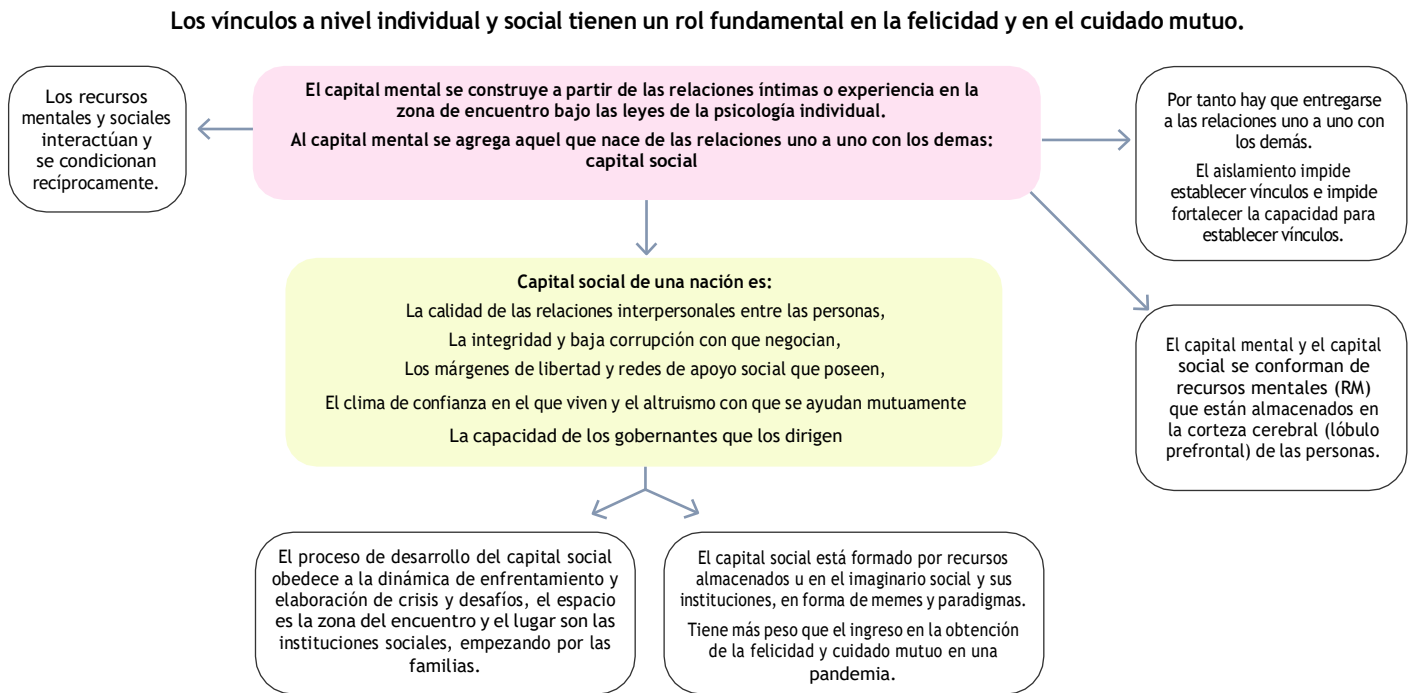 Los vínculos a nivel individual y social tienen un rol fundamental en la felicidad y en el cuidado mutuo.
Los recursos
mentales y sociales
interactúan y
se condicionan
recíprocamente.
El capital mental se construye a partir de las relaciones íntimas o experiencia en la
zona de encuentro bajo las leyes de la psicología individual.
Al capital mental se agrega aquel que nace de las relaciones uno a uno con los demas:
capital social
Por tanto hay que entregarse
a las relaciones uno a uno con
los demás.
El aislamiento impide
establecer vínculos e impide
fortalecer la capacidad para
establecer vínculos.
Capital social de una nación es:
La calidad de las relaciones interpersonales entre las personas,
La integridad y baja corrupción con que negocian,
Los márgenes de libertad y redes de apoyo social que poseen,
El clima de confianza en el que viven y el altruismo con que se ayudan mutuamente
La capacidad de los gobernantes que los dirigen
El capital mental y el capital
social se conforman de
recursos mentales (RM)
que están almacenados en
la corteza cerebral (lóbulo
prefrontal) de las personas.
El proceso de desarrollo del capital social
obedece a la dinámica de enfrentamiento y
elaboración de crisis y desafíos, el espacio
es la zona del encuentro y el lugar son las
instituciones sociales, empezando por las
familias.
El capital social está formado por recursos
almacenados u en el imaginario social y sus
instituciones, en forma de memes y paradigmas.
Tiene más peso que el ingreso en la obtención
de la felicidad y cuidado mutuo en una
pandemia.